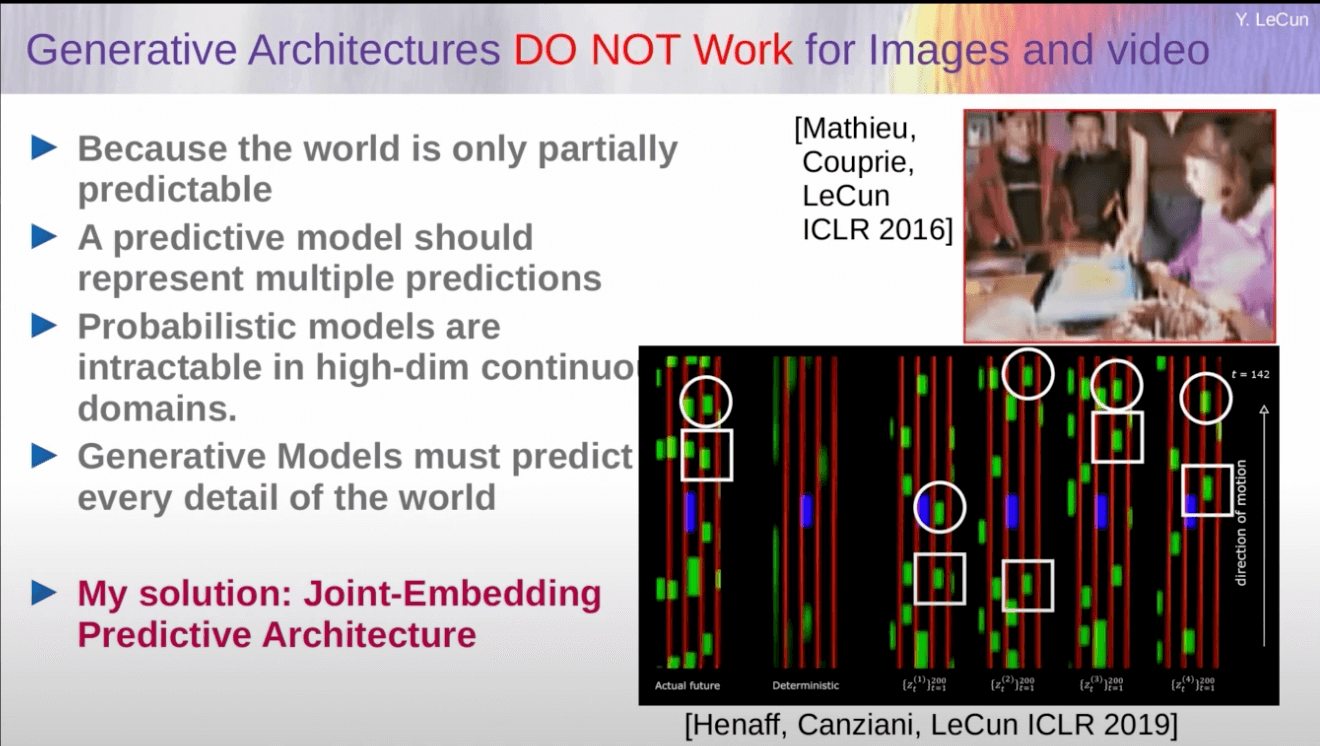 Y. LeCun
Generative Architectures DO NOT Work for Images and video
Because the world is only partially
predictable
A predictive model should
represent multiple predictions
Probabilistic models are
intractable in high-dim continuou
domains.
Generative Models must predict
every detail of the world
My solution: Joint-Embedding
Predictive Architecture
[Mathieu,
Couprie,
LeCun
ICLR 2016]
t = 142
direction of motion
Actual future
Deterministic
{z_t^(1)}_{t=1}^{200}
{z_t^(2)}_{t=1}^{200}
{z_t^(3)}_{t=1}^{200}
{z_t^(4)}_{t=1}^{200}
[Henaff, Canziani, LeCun ICLR 2019]